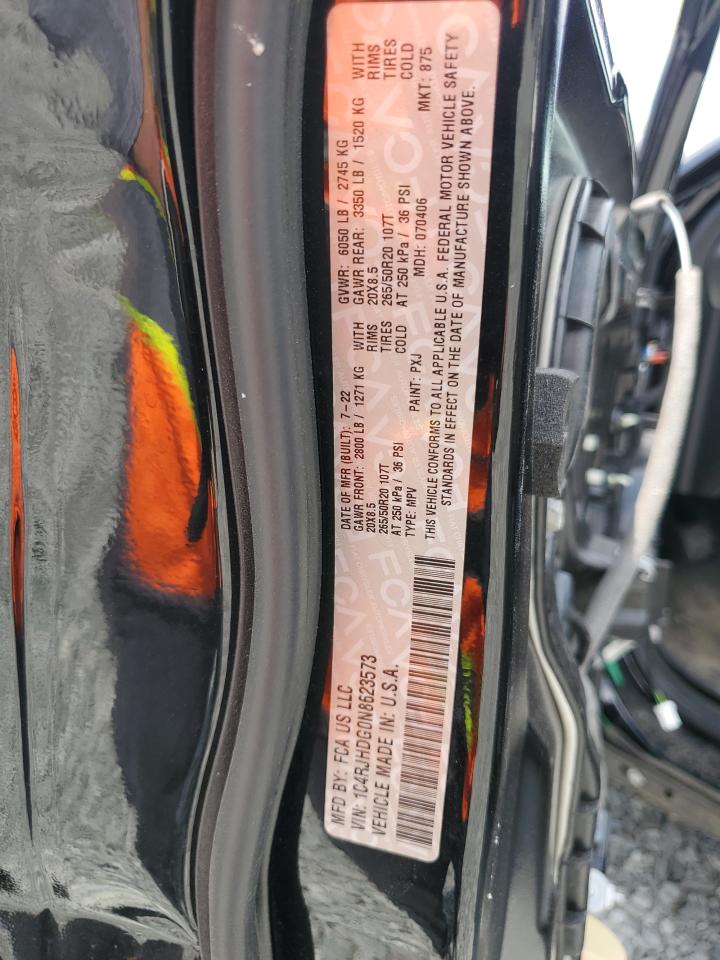 MFD BY: FCA US LLC
DATE OF MFR (BUILT): 7-22
GVWR: 6050 LB / 2745 KG
VIN: 1C4RJHDG0N8623573
GAWR FRONT: 2800 LB / 1271 KG WITH
GAWR REAR: 3350 LB / 1520 KG WITH
20X8.5 RIMS
20X8.5 RIMS
VEHICLE MADE IN: U.S.A.
265/50R20 107T TIRES
265/50R20 107T TIRES
AT 250 kPa / 36 PSI COLD
AT 250 kPa / 36 PSI COLD
TYPE: MPV PAINT: PXJ MDH: 070406 MKT: 875
THIS VEHICLE CONFORMS TO ALL APPLICABLE U.S.A. FEDERAL MOTOR VEHICLE SAFETY
STANDARDS IN EFFECT ON THE DATE OF MANUFACTURE SHOWN ABOVE.